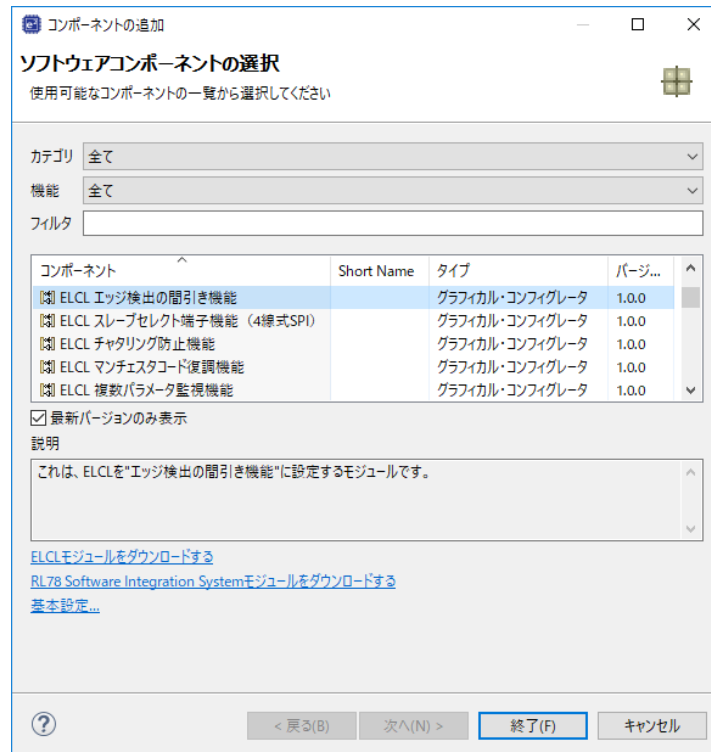 コンポーネントの追加
ソフトウェアコンポーネントの選択
使用可能なコンポーネントの一覧から選択してください
カテゴリ 全て
機能 全て
フィルタ
コンポーネント Short Name タイプ バージ...
ELCL エッジ検出の間引き機能 グラフィカル・コンフィグレータ 1.0.0
ELCL スレーブセレクト端子機能（4線式SPI） グラフィカル・コンフィグレータ 1.0.0
ELCL チャタリング防止機能 グラフィカル・コンフィグレータ 1.0.0
ELCL マンチェスタコード復調機能 グラフィカル・コンフィグレータ 1.0.0
ELCL 複数パラメータ監視機能 グラフィカル・コンフィグレータ 1.0.0
最新バージョンのみ表示
説明
これは、ELCLを"エッジ検出の間引き機能"に設定するモジュールです。
ELCLモジュールをダウンロードする
RL78 Software Integration Systemモジュールをダウンロードする
基本設定...
? < 戻る(B) 次へ(N) > 終了(F) キャンセル